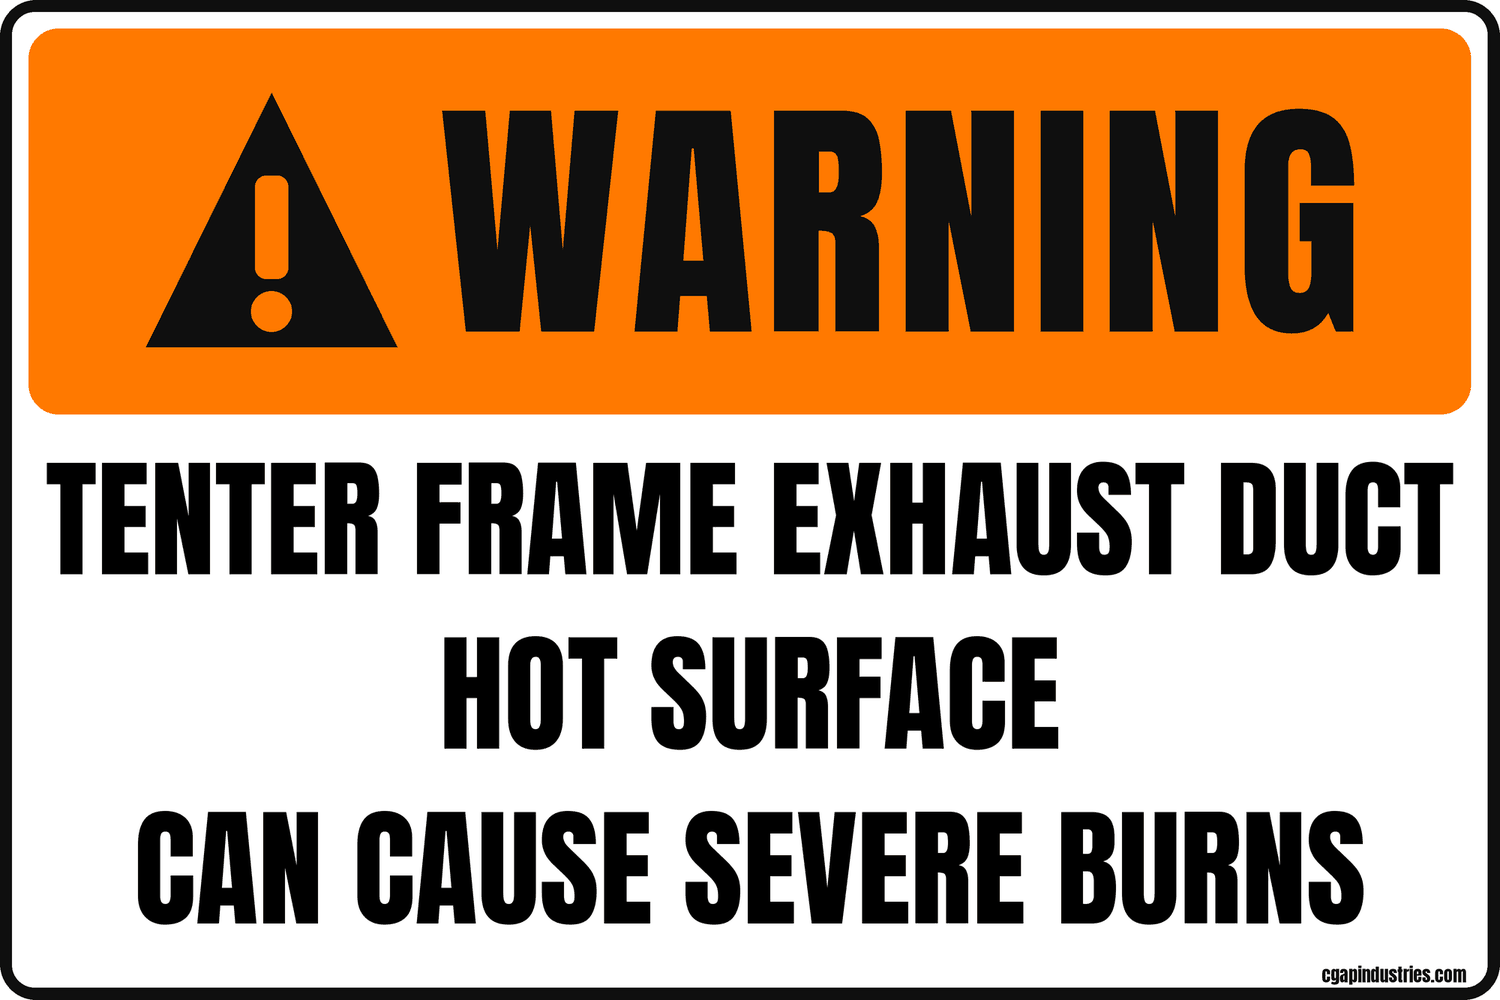 WARNING
TENTER FRAME EXHAUST DUCT
HOT SURFACE
CAN CAUSE SEVERE BURNS
cgapindustries.com